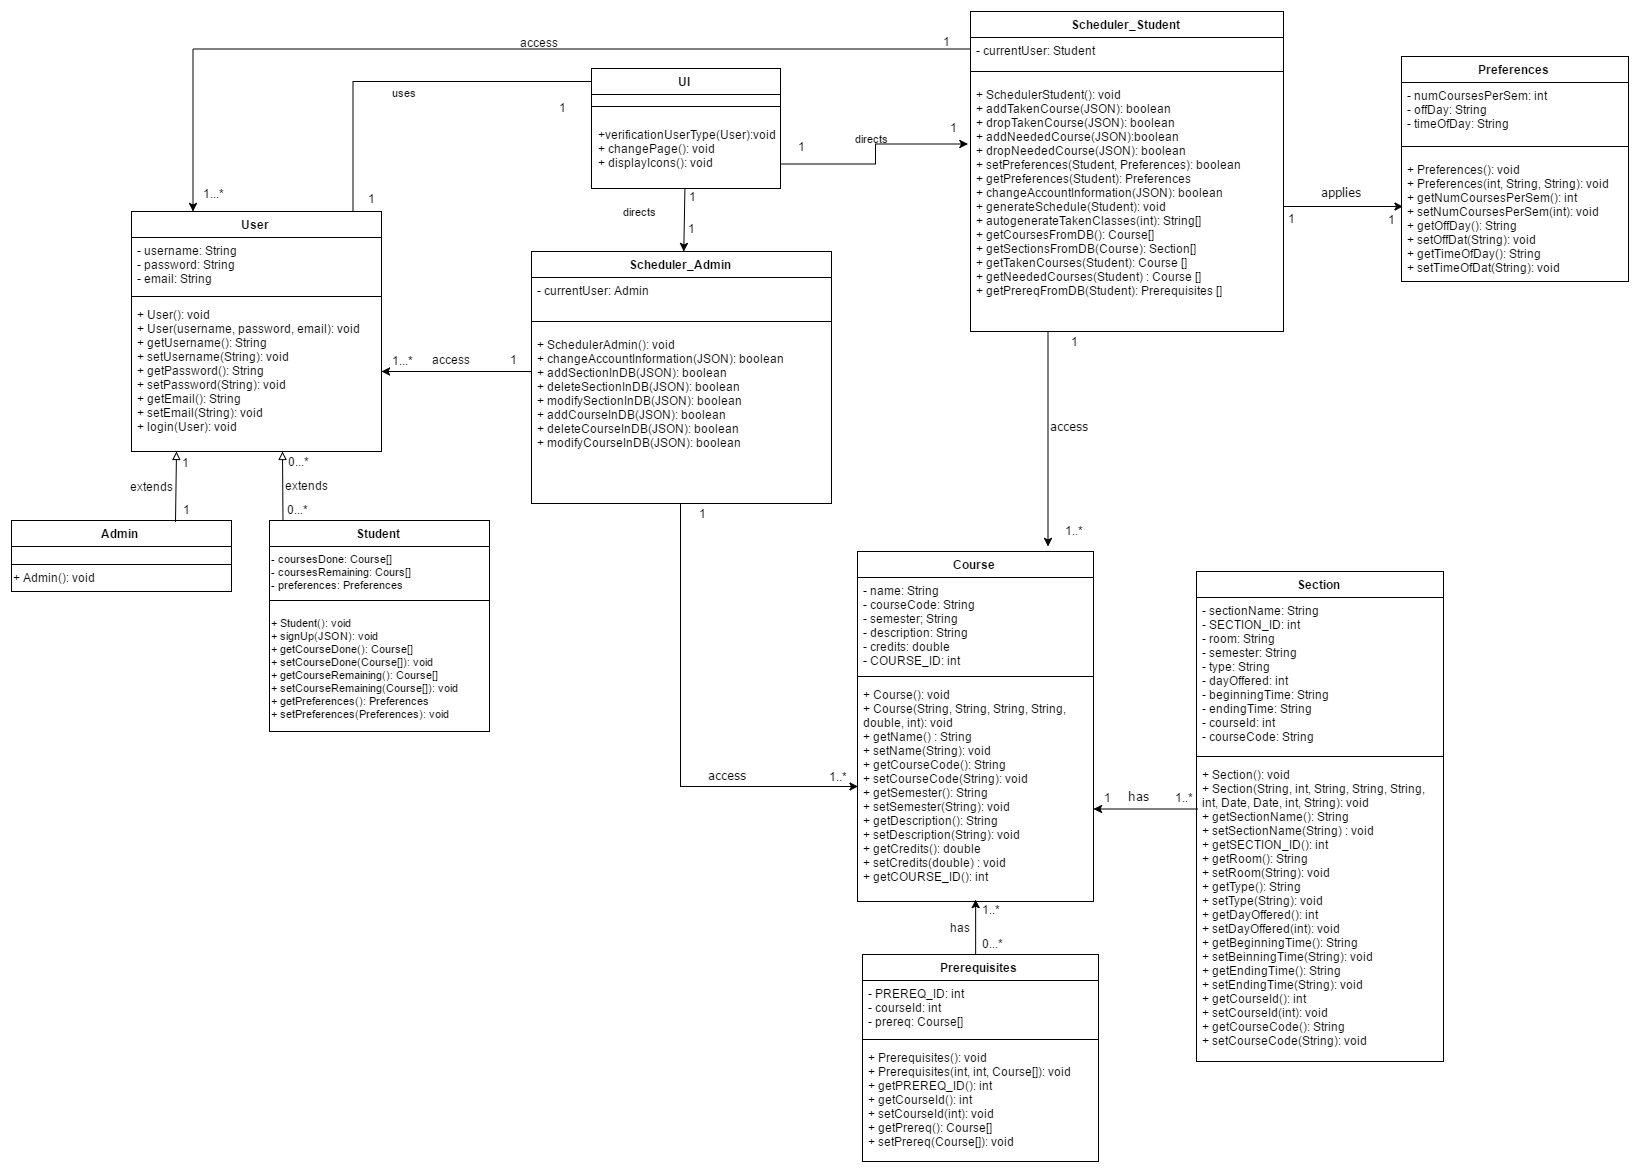 access
1
1...*
uses
1
1
UI
+verificationUserType(User):void
+ changePage(): void
+ displayIcons(): void
1
directs
1
1
directs
1
Scheduler_Student
- currentUser: Student
+ SchedulerStudent(): void
+ addTakenCourse(JSON): boolean
+ dropTakenCourse(JSON): boolean
+ addNeededCourse(JSON):boolean
+ dropNeededCourse(JSON): boolean
+ setPreferences(Student, Preferences): boolean
+ getPreferences(Student): Preferences
+ changeAccountInformation(JSON): boolean
+ generateSchedule(Student): void
+ autogenerateTakenClasses(int): String[]
+ getCoursesFromDB(): Course[]
+ getSectionsFromDB(Course): Section[]
+ getTakenCourses(Student): Course []
+ getNeededCourses(Student) : Course []
+ getPrereqFromDB(Student): Prerequisites []
applies
1
1
Preferences
- numCoursesPerSem: int
- offDay: String
- timeOfDay: String
+ Preferences(): void
+ Preferences(int, String, String): void
+ getNumCoursesPerSem(): int
+ setNumCoursesPerSem(int): void
+ getOffDay(): String
+ setOffDat(String): void
+ getTimeOfDay(): String
+ setTimeOfDat(String): void
User
- username: String
- password: String
- email: String
+ User(): void
+ User(username, password, email): void
+ getUsername(): String
+ setUsername(String): void
+ getPassword(): String
+ setPassword(String): void
+ getEmail(): String
+ setEmail(String): void
+ login(User): void
1...*
access
1
Scheduler_Admin
- currentUser: Admin
+ SchedulerAdmin(): void
+ changeAccountInformation(JSON): boolean
+ addSectionInDB(JSON): boolean
+ deleteSectionInDB(JSON): boolean
+ modifySectionInDB(JSON): boolean
+ addCourseInDB(JSON): boolean
+ deleteCourseInDB(JSON): boolean
+ modifyCourseInDB(JSON): boolean
1
access
1..*
1
extends
1
0...*
extends
0...*
Admin
+ Admin(): void
Student
- coursesDone: Course[]
- coursesRemaining: Cours[]
- preferences: Preferences
+ Student(): void
+ signUp(JSON): void
+ getCourseDone(): Course[]
+ setCourseDone(Course[]): void
+ getCourseRemaining(): Course[]
+ setCourseRemaining(Course[]): void
+ getPreferences(): Preferences
+ setPreferences(Preferences): void
1
access
1..*
Course
- name: String
- courseCode: String
- semester; String
- description: String
- credits: double
- COURSE_ID: int
+ Course(): void
+ Course(String, String, String, String,
double, int): void
+ getName() : String
+ setName(String): void
+ getCourseCode(): String
+ setCourseCode(String): void
+ getSemester(): String
+ setSemester(String): void
+ getDescription(): String
+ setDescription(String): void
+ getCredits(): double
+ setCredits(double) : void
+ getCOURSE_ID(): int
1
has
1..*
Section
- sectionName: String
- SECTION_ID: int
- room: String
- semester: String
- type: String
- dayOffered: int
- beginningTime: String
- endingTime: String
- courseId: int
- courseCode: String
+ Section(): void
+ Section(String, int, String, String, String,
int, Date, Date, int, String): void
+ getSectionName(): String
+ setSectionName(String) : void
+ getSECTION_ID(): int
+ getRoom(): String
+ setRoom(String): void
+ getType(): String
+ setType(String): void
+ getDayOffered(): int
+ setDayOffered(int): void
+ getBeginningTime(): String
+ setBeinningTime(String): void
+ getEndingTime(): String
+ setEndingTime(String): void
+ getCourseId(): int
+ setCourseId(int): void
+ getCourseCode(): String
+ setCourseCode(String): void
1..*
has
0...*
Prerequisites
- PREREQ_ID: int
- courseId: int
- prereq: Course[]
+ Prerequisites(): void
+ Prerequisites(int, int, Course[]): void
+ getPREREQ_ID(): int
+ getCourseId(): int
+ setCourseId(int): void
+ getPrereq(): Course[]
+ setPrereq(Course[]): void